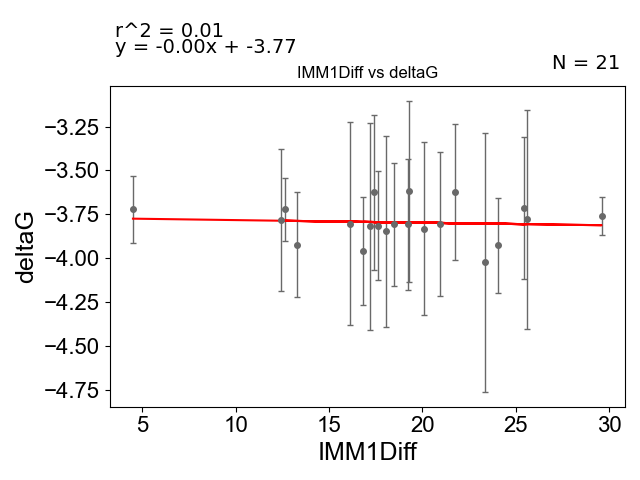 r^2 = 0.01
y = -0.00x + -3.77
N = 21
IMM1Diff vs deltaG
−3.25
−3.50
−3.75
−4.00
−4.25
−4.50
−4.75
deltaG
5 10 15 20 25 30
IMM1Diff